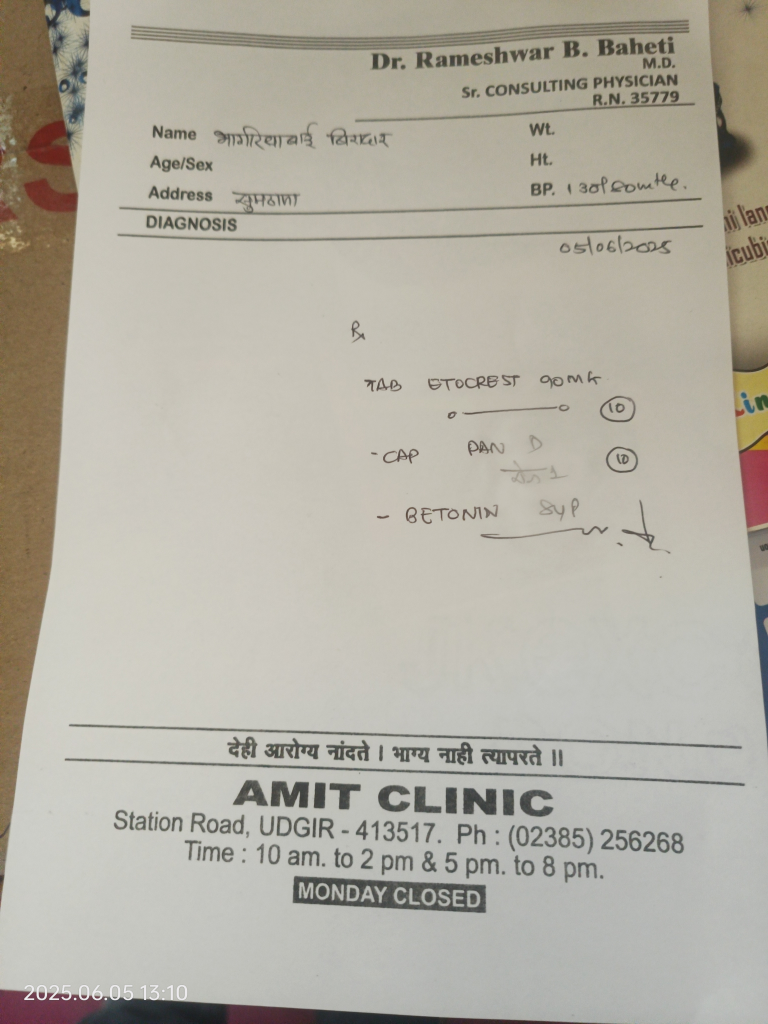 Dr. Rameshwar B. Baheti
M.D.
Sr. CONSULTING PHYSICIAN
R.N. 35779
Name भागरियाबाई बिरादार Wt.
Age/Sex Ht.
Address सुमठाणा BP. 130/80mmHg.
DIAGNOSIS
05/06/2025
Rx
TAB ETOCREST 90MG
o — o 10
- CAP PAN D 10
1
- BETONIN SYP
देही आरोग्य नांदते । भाग्य नाही त्यापरते ॥
AMIT CLINIC
Station Road, UDGIR - 413517. Ph : (02385) 256268
Time : 10 am. to 2 pm & 5 pm. to 8 pm.
MONDAY CLOSED
2025.06.05 13:10